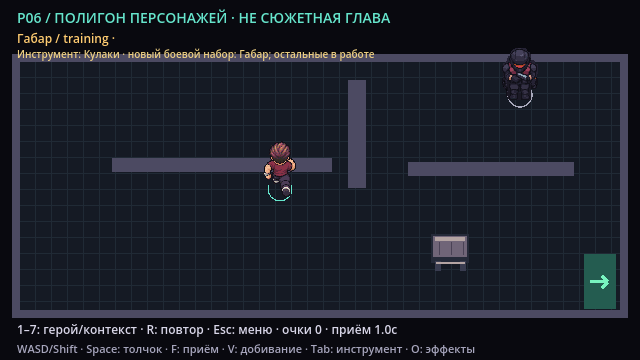 P06 / ПОЛИГОН ПЕРСОНАЖЕЙ · НЕ СЮЖЕТНАЯ ГЛАВА
Габар / training ·
Инструмент: Кулаки · новый боевой набор: Габар; остальные в работе
1–7: герой/контекст · R: повтор · Esc: меню · очки 0 · приём 1.0с
WASD/Shift · Space: толчок · F: приём · V: добивание · Tab: инструмент · O: эффекты